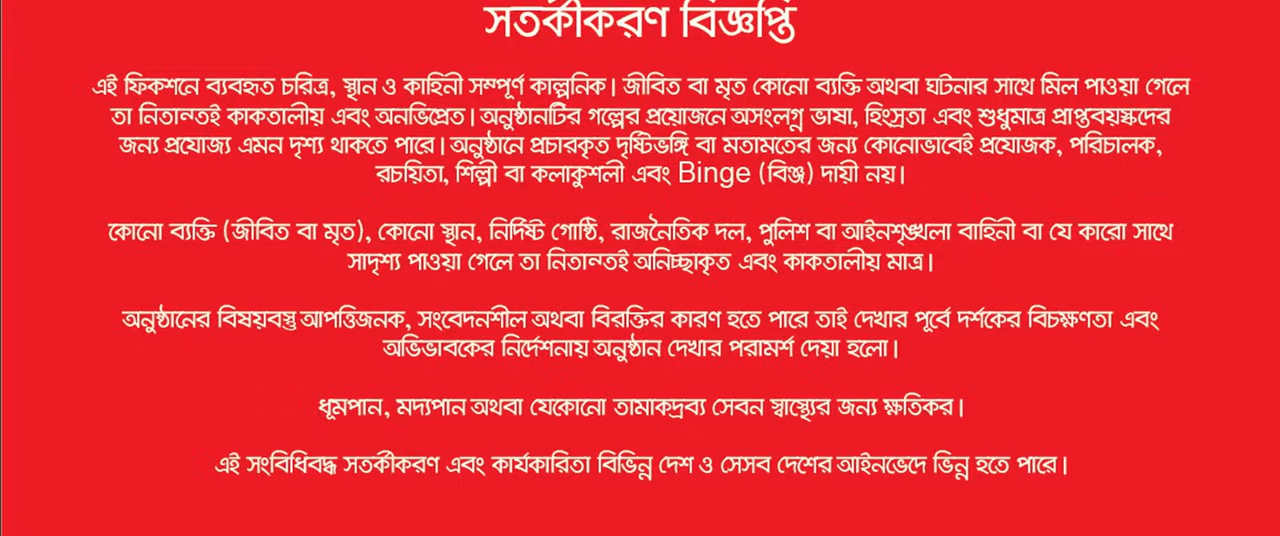 সতর্কীকরণ বিজ্ঞপ্তি
এই ফিকশনে ব্যবহৃত চরিত্র, স্থান ও কাহিনী সম্পূর্ণ কাল্পনিক। জীবিত বা মৃত কোনো ব্যক্তি অথবা ঘটনার সাথে মিল পাওয়া গেলে
তা নিতান্তই কাকতালীয় এবং অনভিপ্রেত। অনুষ্ঠানটির গল্পের প্রয়োজনে অসংলগ্ন ভাষা, হিংস্রতা এবং শুধুমাত্র প্রাপ্তবয়স্কদের
জন্য প্রযোজ্য এমন দৃশ্য থাকতে পারে। অনুষ্ঠানে প্রচারকৃত দৃষ্টিভঙ্গি বা মতামতের জন্য কোনোভাবেই প্রযোজক, পরিচালক,
রচয়িতা, শিল্পী বা কলাকুশলী এবং Binge (বিঞ্জ) দায়ী নয়।
কোনো ব্যক্তি (জীবিত বা মৃত), কোনো স্থান, নির্দিষ্ট গোষ্ঠি, রাজনৈতিক দল, পুলিশ বা আইনশৃঙ্খলা বাহিনী বা যে কারো সাথে
সাদৃশ্য পাওয়া গেলে তা নিতান্তই অনিচ্ছাকৃত এবং কাকতালীয় মাত্র।
অনুষ্ঠানের বিষয়বস্তু আপত্তিজনক, সংবেদনশীল অথবা বিরক্তির কারণ হতে পারে তাই দেখার পূর্বে দর্শকের বিচক্ষণতা এবং
অভিভাবকের নির্দেশনায় অনুষ্ঠান দেখার পরামর্শ দেয়া হলো।
ধূমপান, মদ্যপান অথবা যেকোনো তামাকদ্রব্য সেবন স্বাস্থ্যের জন্য ক্ষতিকর।
এই সংবিধিবদ্ধ সতর্কীকরণ এবং কার্যকারিতা বিভিন্ন দেশ ও সেসব দেশের আইনভেদে ভিন্ন হতে পারে।